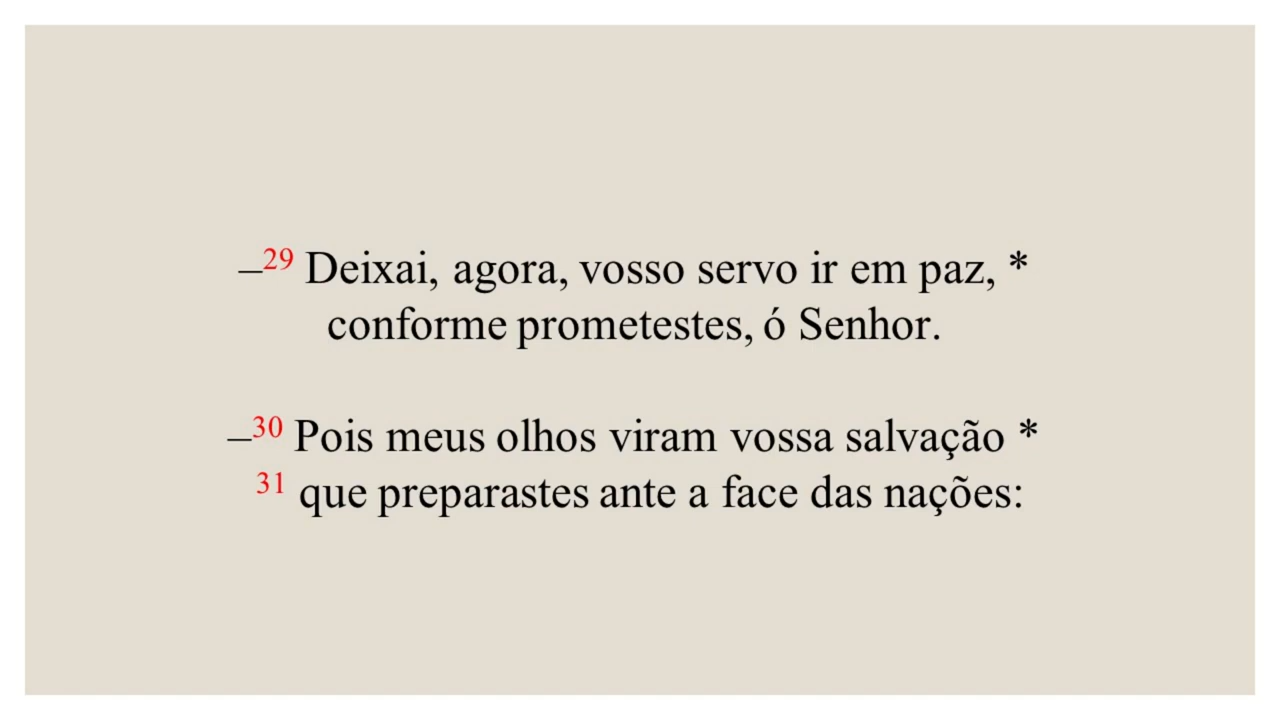 –29 Deixai, agora, vosso servo ir em paz, *
conforme prometestes, ó Senhor.
–30 Pois meus olhos viram vossa salvação *
31 que preparastes ante a face das nações: